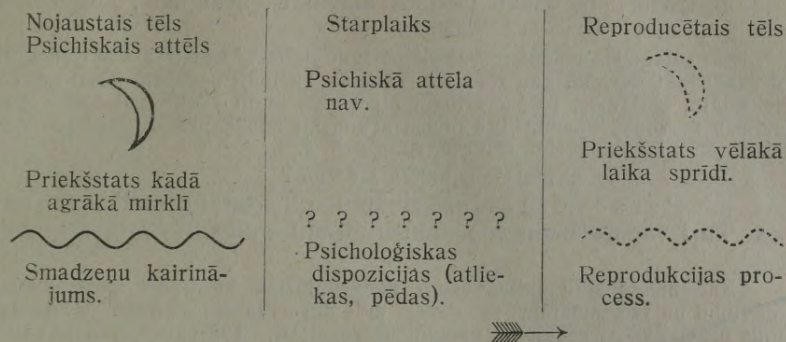 Nojaustais tēls
Psichiskais attēls
Priekšstats kādā
agrākā mirklī
Smadzeņu kairinā-
jums.
Starplaiks
Psichiskā attēla
nav.
? ? ? ? ? ? ?
Psicholoģiskas
dispozicijas (atlie-
kas, pēdas).
Reproducētais tēls
Priekšstats vēlākā
laika sprīdī.
Reprodukcijas pro-
cess.